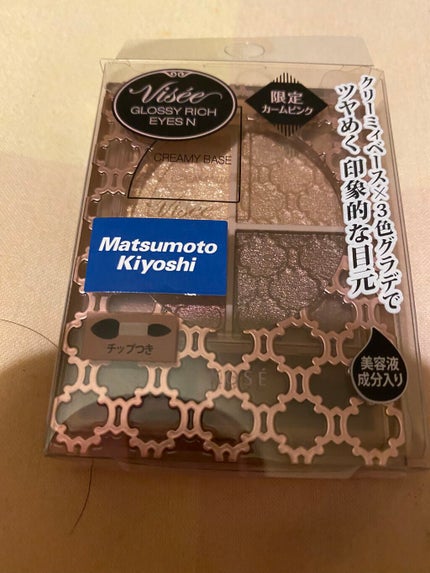 Visée
GLOSSY RICH
EYES N
限定
カームピンク
クリーミィベース×3色グラデで
ツヤめく印象的な目元
CREAMY BASE
Visée
Matsumoto
Kiyoshi
チップつき
KOSÉ
美容液
成分入り